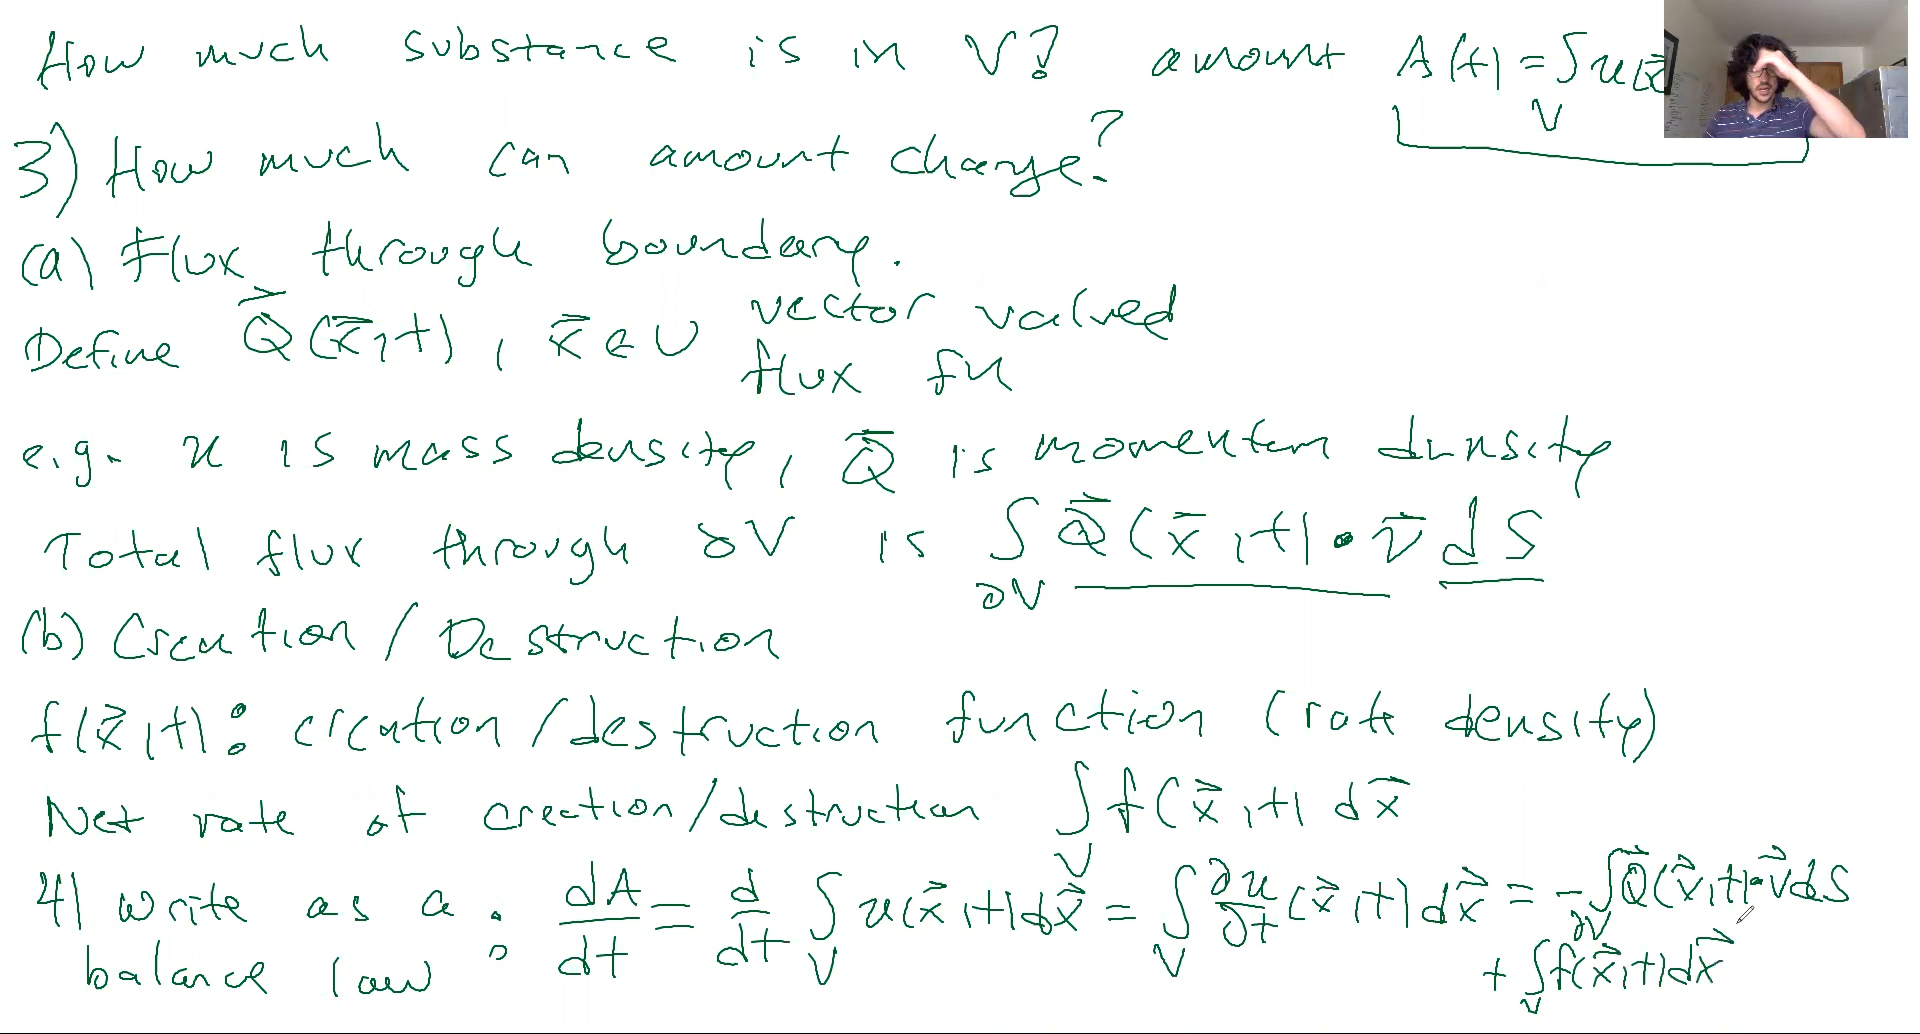 How much substance is in V? amount A(t) = ∫_V u(x⃗
3) How much can amount change?
(a) Flux through boundary.
Define Q⃗(x⃗,t), x⃗ ∈ U vector valued
flux fn
e.g. u is mass density, Q⃗ is momentum density
Total flux through ∂V is ∫_∂V Q⃗(x⃗,t) • ν⃗ dS
(b) Creation / Destruction
f(x⃗,t): creation/destruction function (rate density)
Net rate of creation/destruction ∫_V f(x⃗,t) dx⃗
4) write as a balance law : dA/dt = d/dt ∫_V u(x⃗,t)dx⃗ = ∫_V ∂u/∂t (x⃗,t) dx⃗ = -∫_∂V Q⃗(x⃗,t)•ν⃗dS
+ ∫_V f(x⃗,t)dx⃗